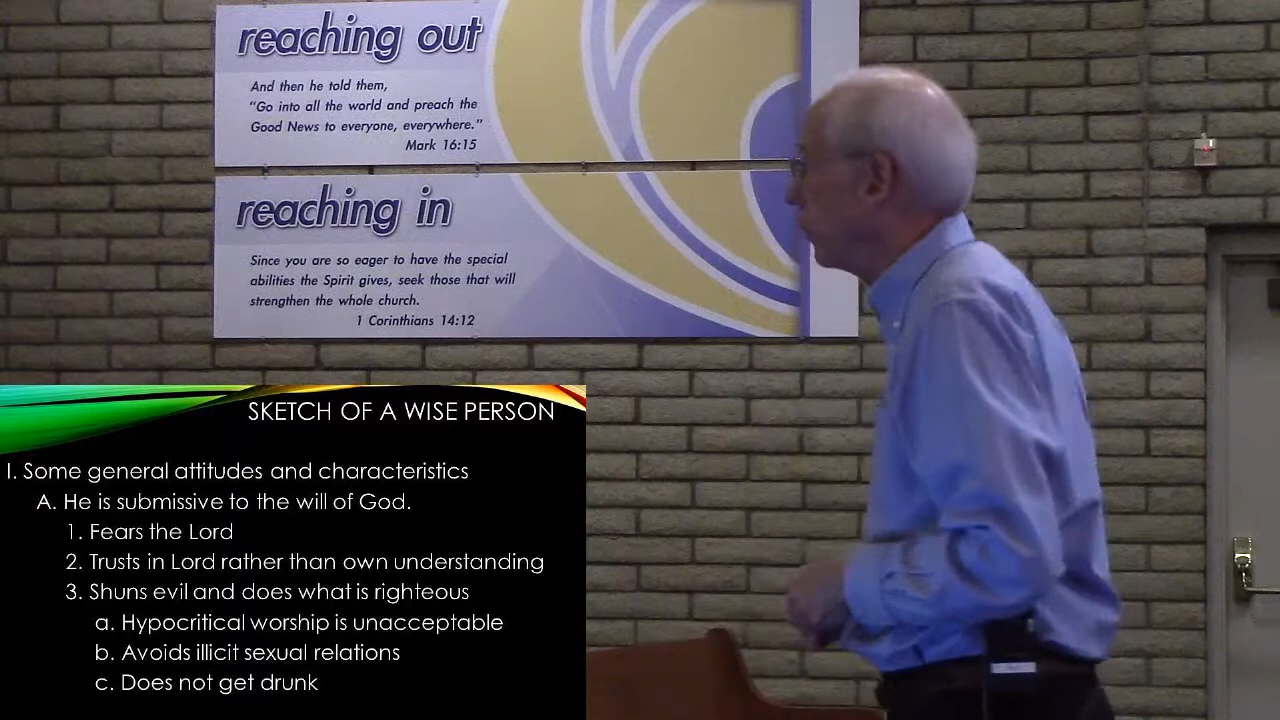 reaching out
And then he told them,
"Go into all the world and preach the
Good News to everyone, everywhere."
Mark 16:15
reaching in
Since you are so eager to have the special
abilities the Spirit gives, seek those that will
strengthen the whole church.
1 Corinthians 14:12
SKETCH OF A WISE PERSON
I. Some general attitudes and characteristics
A. He is submissive to the will of God.
1. Fears the Lord
2. Trusts in Lord rather than own understanding
3. Shuns evil and does what is righteous
a. Hypocritical worship is unacceptable
b. Avoids illicit sexual relations
c. Does not get drunk